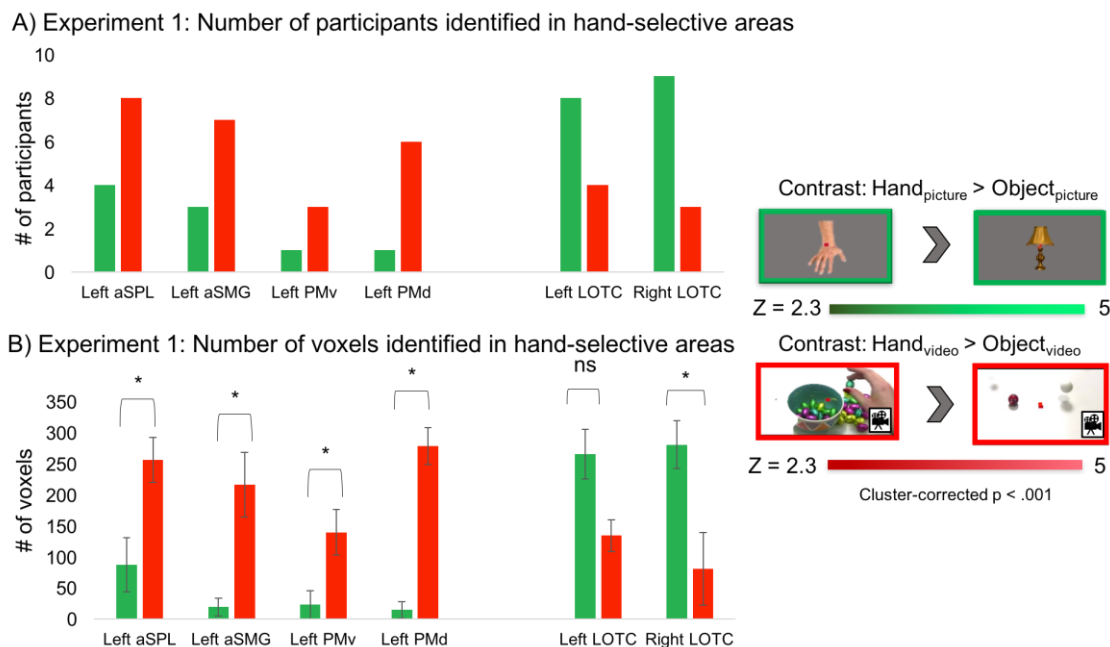 A) Experiment 1: Number of participants identified in hand-selective areas
# of participants
10
8
6
4
2
0
Left aSPL
Left aSMG
Left PMv
Left PMd
Left LOTC
Right LOTC
Contrast: Handpicture > Objectpicture
Z = 2.3
5
B) Experiment 1: Number of voxels identified in hand-selective areas
# of voxels
350
300
250
200
150
100
50
0
*
*
*
*
ns
*
Left aSPL
Left aSMG
Left PMv
Left PMd
Left LOTC
Right LOTC
Contrast: Handvideo > Objectvideo
Z = 2.3
5
Cluster-corrected p < .001